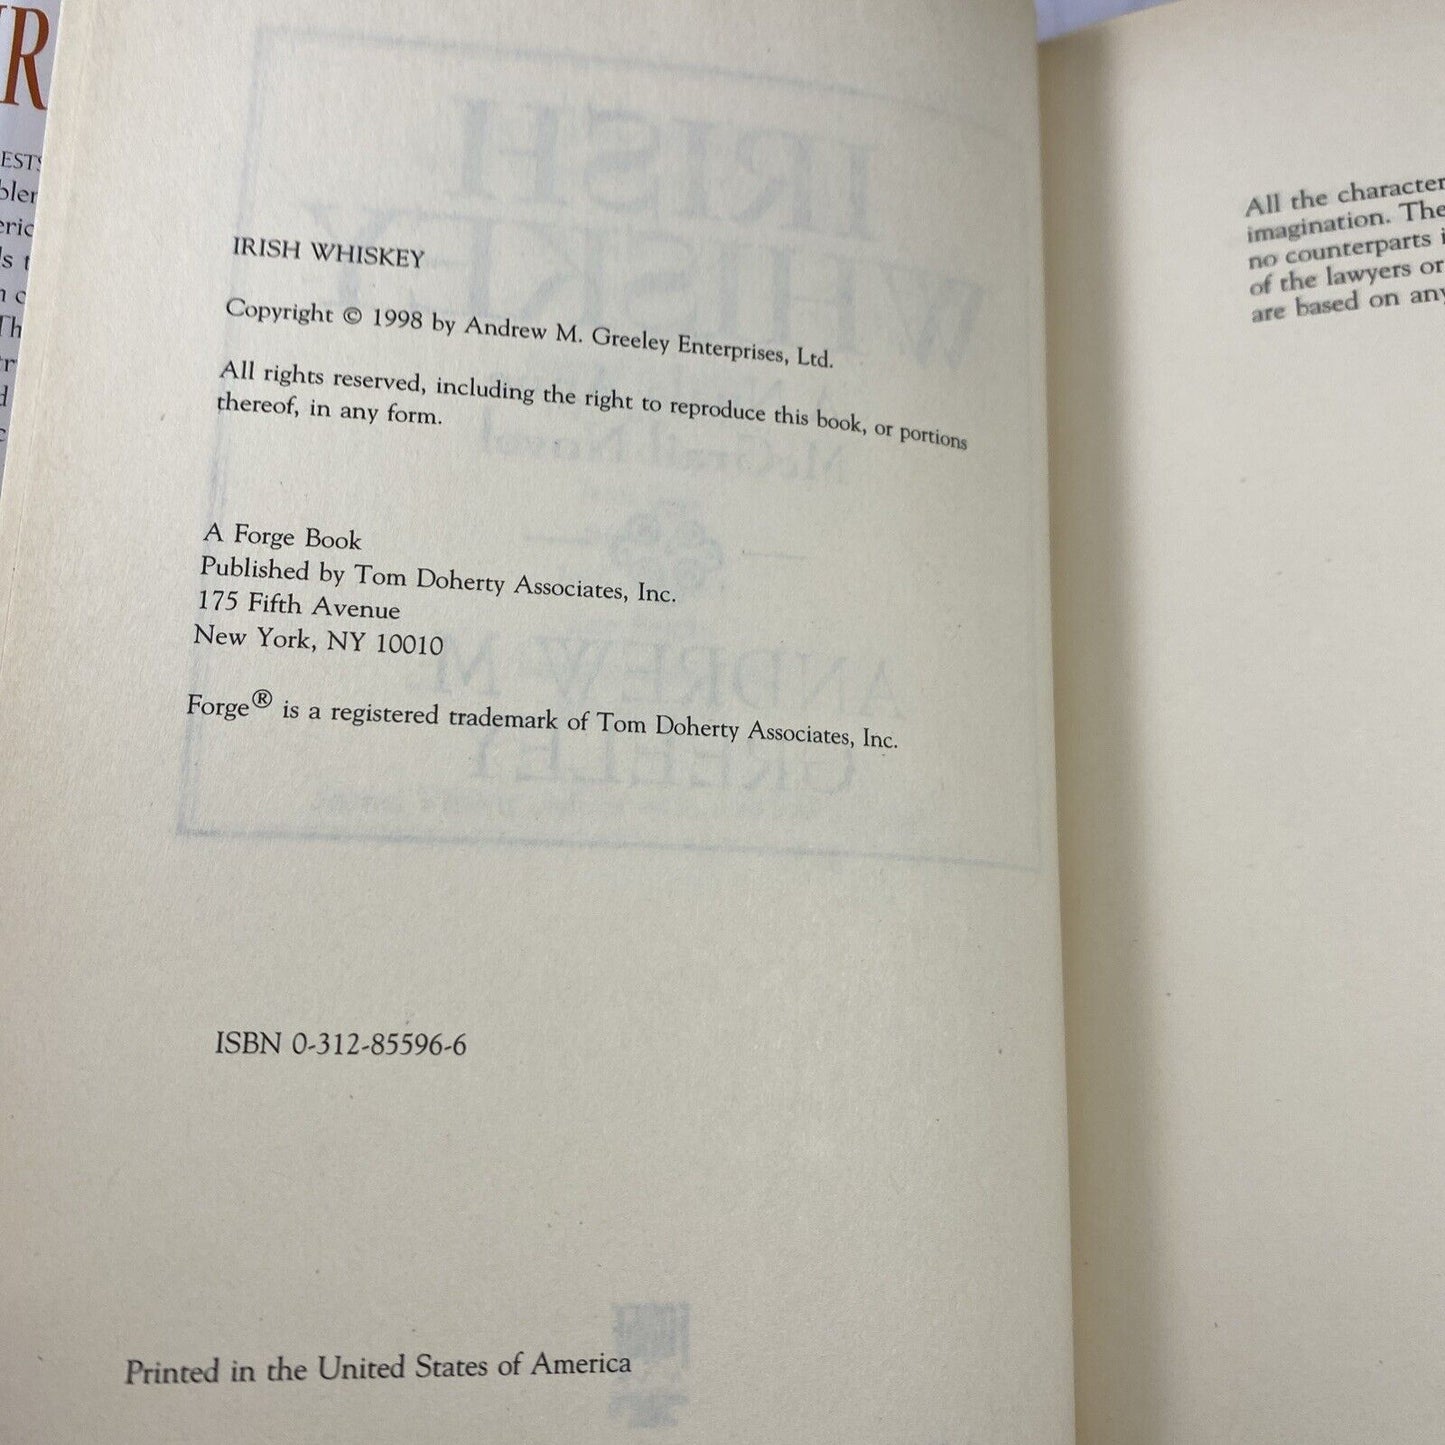 IRISH WHISKEY
Copyright © 1998 by Andrew M. Greeley Enterprises, Ltd.
All rights reserved, including the right to reproduce this book, or portions
thereof, in any form.
A Forge Book
Published by Tom Doherty Associates, Inc.
175 Fifth Avenue
New York, NY 10010
Forge® is a registered trademark of Tom Doherty Associates, Inc.
ISBN 0-312-85596-6
Printed in the United States of America
All the character
imagination. The
no counterparts i
of the lawyers or
are based on any